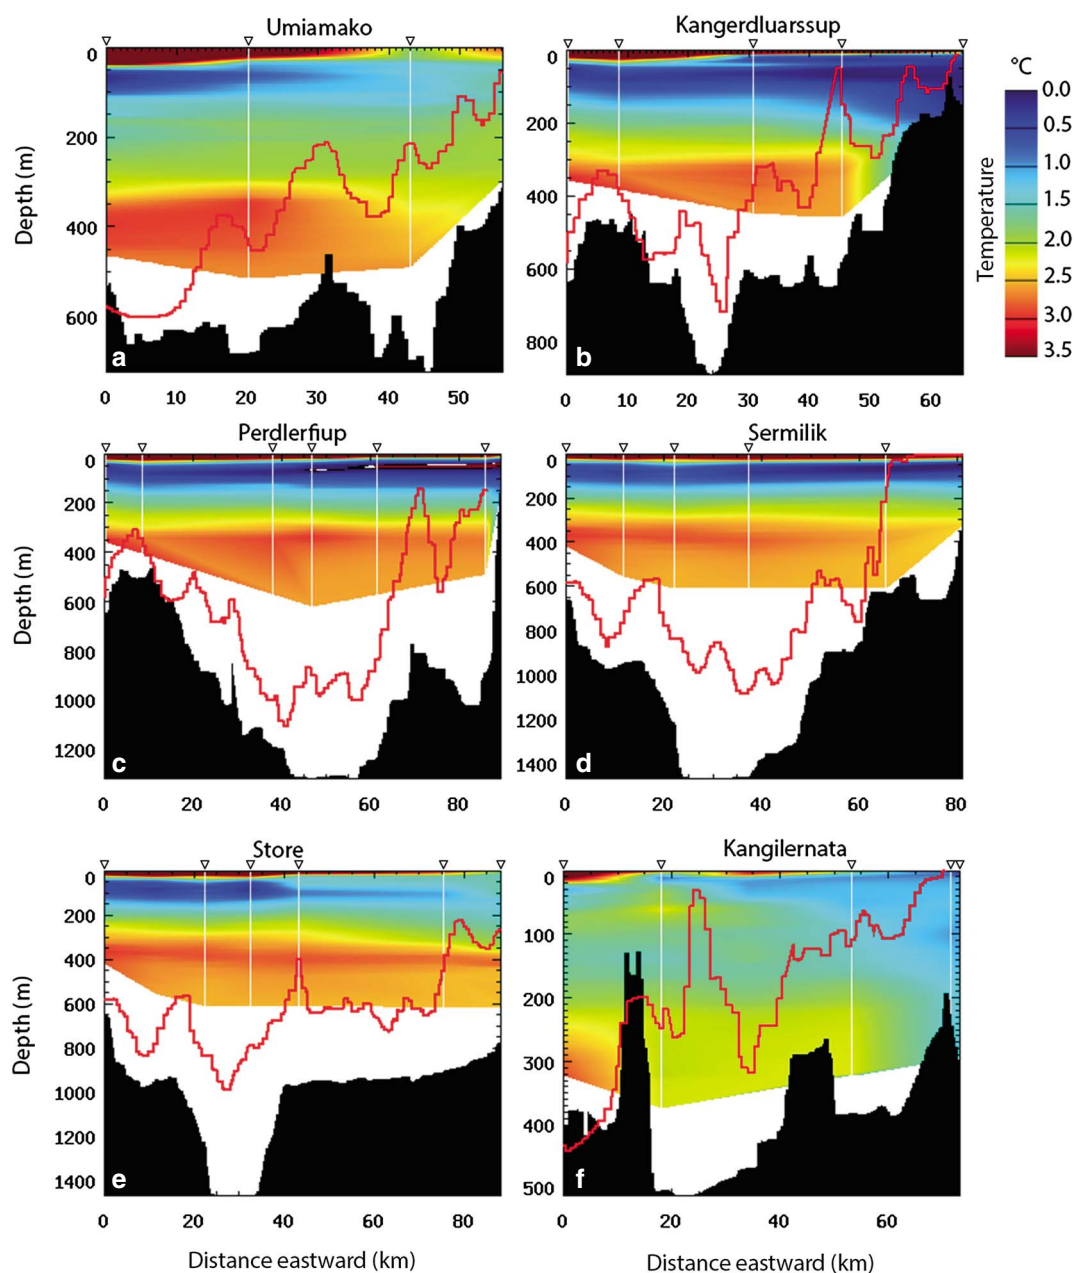 Umiamako
Kangerdluarssup
Depth (m)
0
200
400
600
a
0 10 20 30 40 50
0
200
400
600
800
b
0 10 20 30 40 50 60
°C
0.0
0.5
1.0
1.5
2.0
2.5
3.0
3.5
Temperature
Perdlerfiup
Sermilik
Depth (m)
0
200
400
600
800
1000
1200
c
0 20 40 60 80
0
200
400
600
800
1000
1200
1400
d
0 20 40 60 80
Store
Kangilernata
Depth (m)
0
200
400
600
800
1000
1200
1400
e
0 20 40 60 80
0
100
200
300
400
500
f
0 20 40 60
Distance eastward (km)
Distance eastward (km)